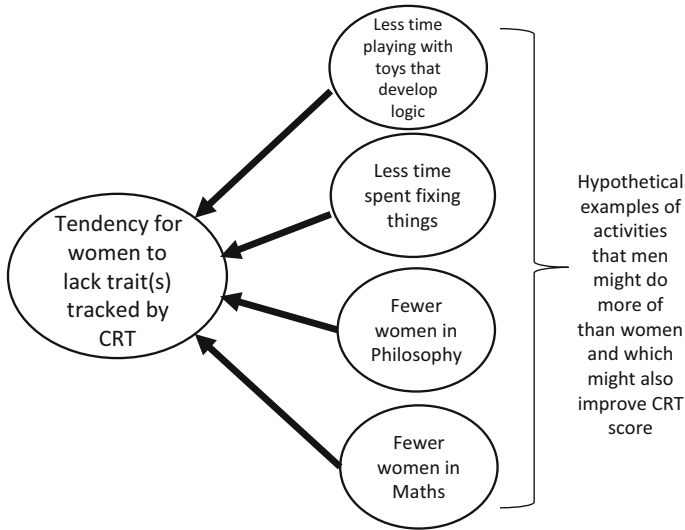 Less time
playing with
toys that
develop
logic
Less time
spent fixing
things
Tendency for
women to
lack trait(s)
tracked by
CRT
Fewer
women in
Philosophy
Fewer
women in
Maths
Hypothetical
examples of
activities
that men
might do
more of
than women
and which
might also
improve CRT
score